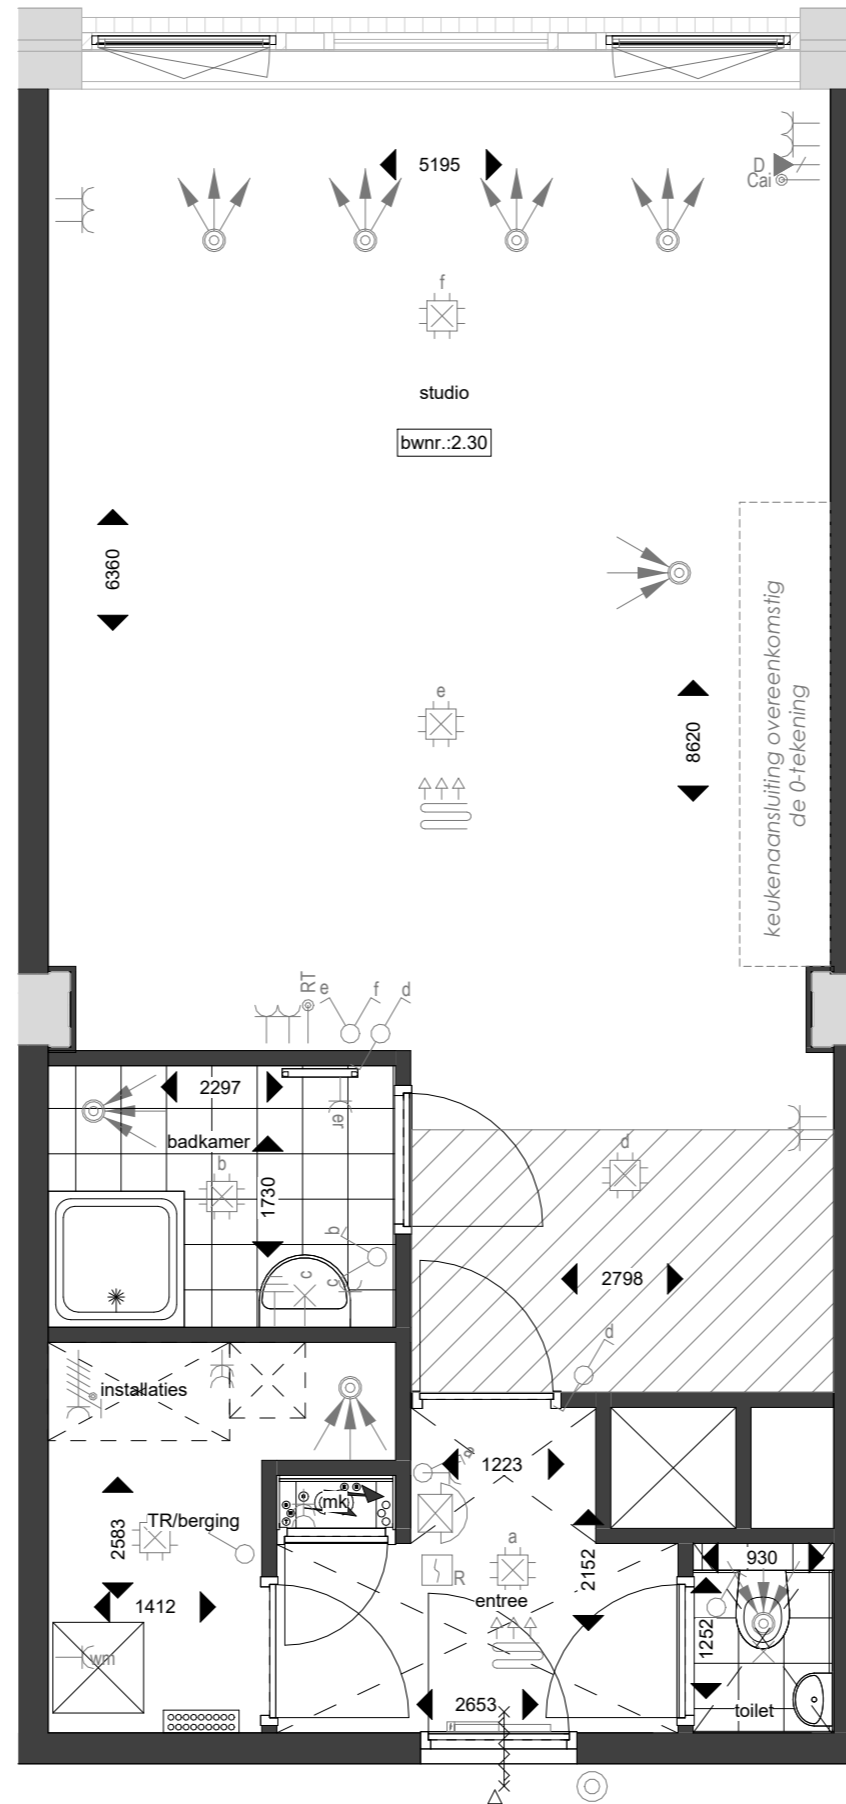 5195
D
Cai
f
studio
bwnr.:2.30
6360
e
8620
keukenaansluiting overeenkomstig
de 0-tekening
RT
e
f
d
2297
er
badkamer
b
1730
d
b
c
c
2798
d
installaties
a
1223
mk
2583
TR/berging
930
a
2152
R
1412
entree
1252
wm
2653
toilet